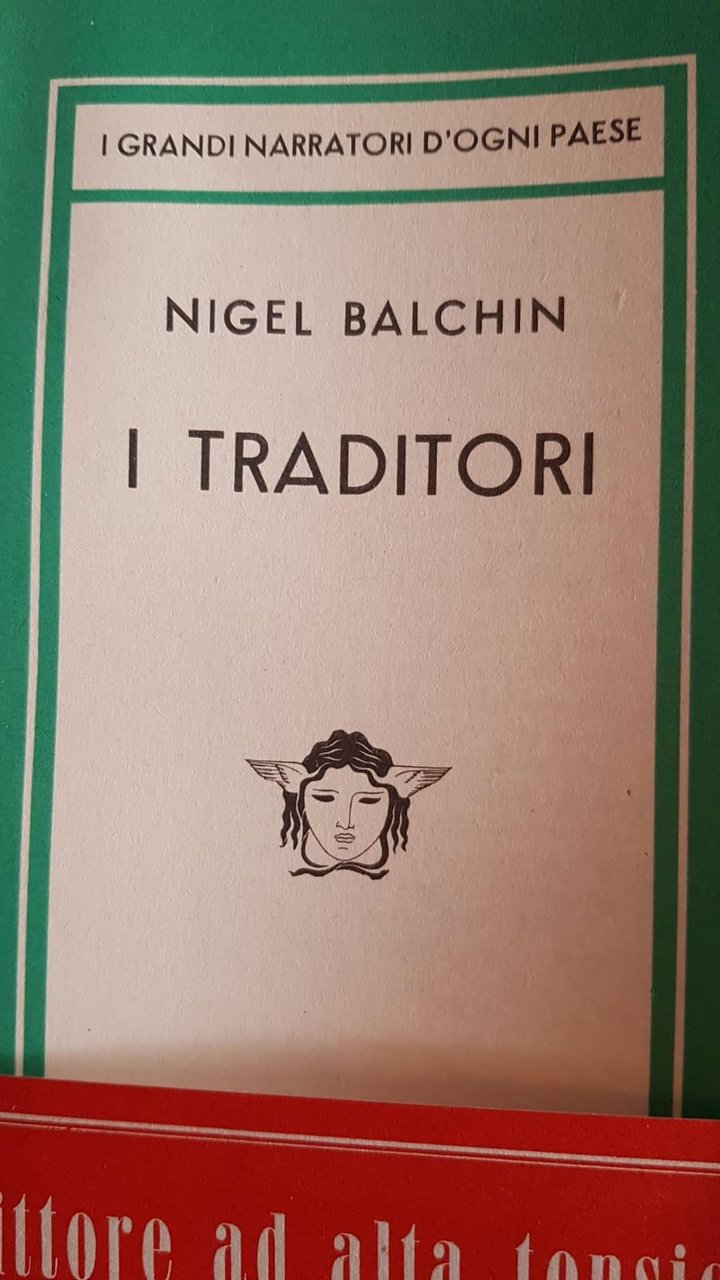 I GRANDI NARRATORI D'OGNI PAESE
NIGEL BALCHIN
I TRADITORI
ad alta